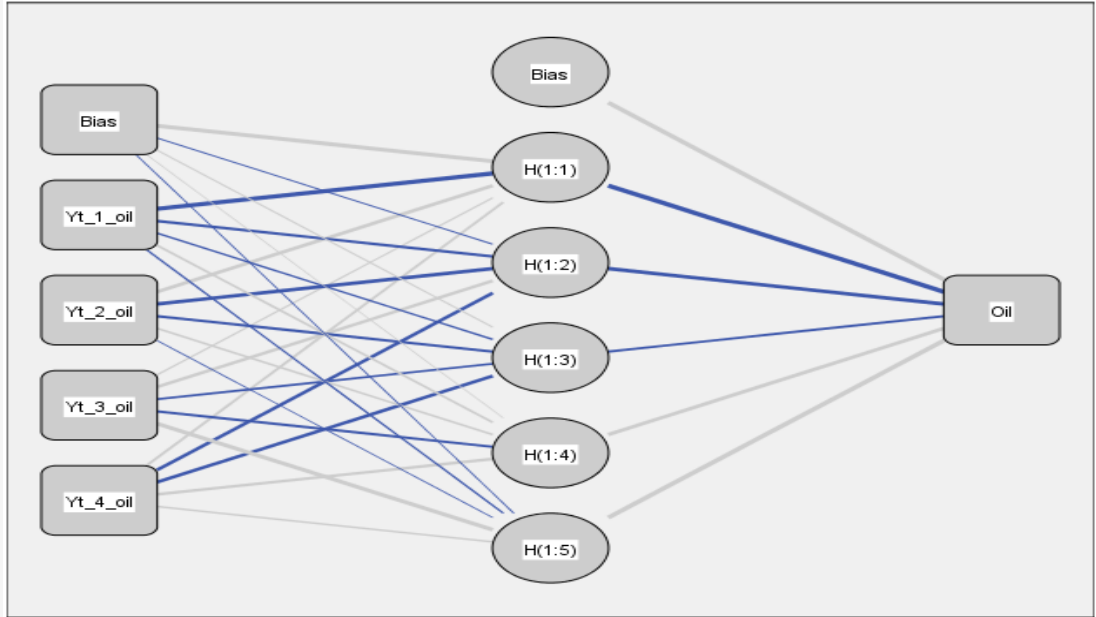 Bias
Yt_1_oil
Yt_2_oil
Yt_3_oil
Yt_4_oil
Bias
H(1:1)
H(1:2)
H(1:3)
H(1:4)
H(1:5)
Oil